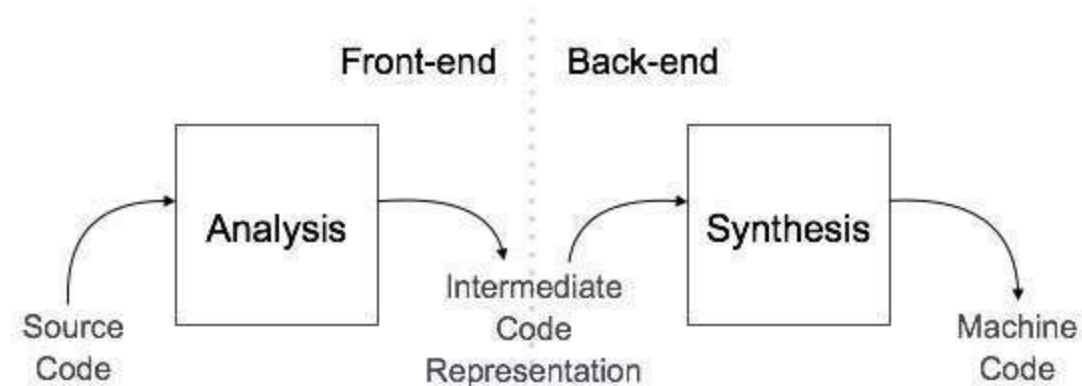 Front-end
Back-end
Analysis
Synthesis
Source
Code
Intermediate
Code
Representation
Machine
Code